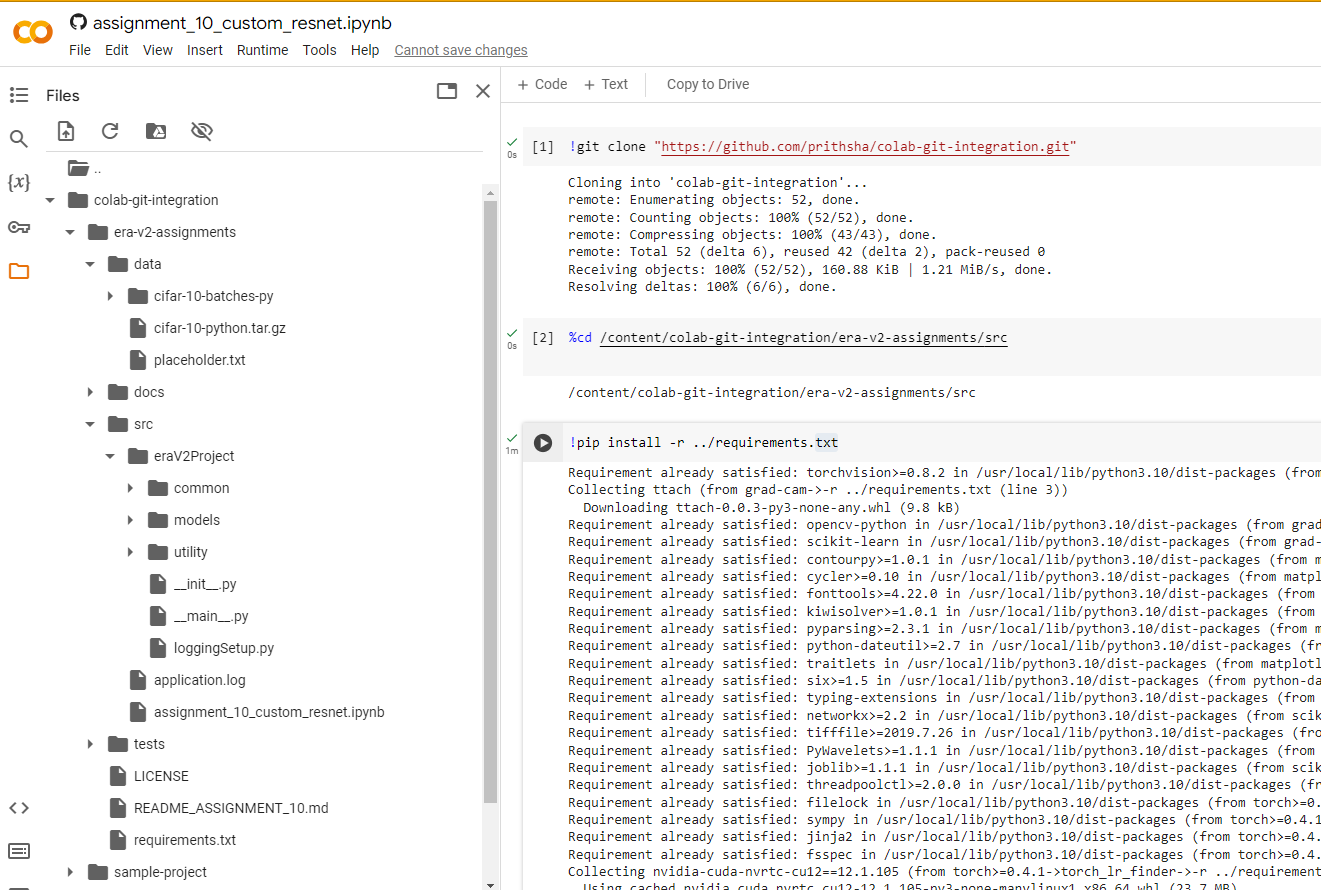 assignment_10_custom_resnet.ipynb
File Edit View Insert Runtime Tools Help Cannot save changes
Files
+ Code + Text Copy to Drive
..
colab-git-integration
era-v2-assignments
data
cifar-10-batches-py
cifar-10-python.tar.gz
placeholder.txt
docs
src
eraV2Project
common
models
utility
__init__.py
__main__.py
loggingSetup.py
application.log
assignment_10_custom_resnet.ipynb
tests
LICENSE
README_ASSIGNMENT_10.md
requirements.txt
sample-project
{x}
0s
[1] !git clone "https://github.com/prithsha/colab-git-integration.git"
Cloning into 'colab-git-integration'...
remote: Enumerating objects: 52, done.
remote: Counting objects: 100% (52/52), done.
remote: Compressing objects: 100% (43/43), done.
remote: Total 52 (delta 6), reused 42 (delta 2), pack-reused 0
Receiving objects: 100% (52/52), 160.88 KiB | 1.21 MiB/s, done.
Resolving deltas: 100% (6/6), done.
0s
[2] %cd /content/colab-git-integration/era-v2-assignments/src
/content/colab-git-integration/era-v2-assignments/src
1m
!pip install -r ../requirements.txt
Requirement already satisfied: torchvision>=0.8.2 in /usr/local/lib/python3.10/dist-packages (from
Collecting ttach (from grad-cam->-r ../requirements.txt (line 3))
Downloading ttach-0.0.3-py3-none-any.whl (9.8 kB)
Requirement already satisfied: opencv-python in /usr/local/lib/python3.10/dist-packages (from grad
Requirement already satisfied: scikit-learn in /usr/local/lib/python3.10/dist-packages (from grad-
Requirement already satisfied: contourpy>=1.0.1 in /usr/local/lib/python3.10/dist-packages (from m
Requirement already satisfied: cycler>=0.10 in /usr/local/lib/python3.10/dist-packages (from matpl
Requirement already satisfied: fonttools>=4.22.0 in /usr/local/lib/python3.10/dist-packages (from
Requirement already satisfied: kiwisolver>=1.0.1 in /usr/local/lib/python3.10/dist-packages (from
Requirement already satisfied: pyparsing>=2.3.1 in /usr/local/lib/python3.10/dist-packages (from m
Requirement already satisfied: python-dateutil>=2.7 in /usr/local/lib/python3.10/dist-packages (fr
Requirement already satisfied: traitlets in /usr/local/lib/python3.10/dist-packages (from matplotl
Requirement already satisfied: six>=1.5 in /usr/local/lib/python3.10/dist-packages (from python-da
Requirement already satisfied: typing-extensions in /usr/local/lib/python3.10/dist-packages (from
Requirement already satisfied: networkx>=2.2 in /usr/local/lib/python3.10/dist-packages (from scik
Requirement already satisfied: tifffile>=2019.7.26 in /usr/local/lib/python3.10/dist-packages (fro
Requirement already satisfied: PyWavelets>=1.1.1 in /usr/local/lib/python3.10/dist-packages (from
Requirement already satisfied: joblib>=1.1.1 in /usr/local/lib/python3.10/dist-packages (from scik
Requirement already satisfied: threadpoolctl>=2.0.0 in /usr/local/lib/python3.10/dist-packages (fr
Requirement already satisfied: filelock in /usr/local/lib/python3.10/dist-packages (from torch>=0.
Requirement already satisfied: sympy in /usr/local/lib/python3.10/dist-packages (from torch>=0.4.1
Requirement already satisfied: jinja2 in /usr/local/lib/python3.10/dist-packages (from torch>=0.4.
Requirement already satisfied: fsspec in /usr/local/lib/python3.10/dist-packages (from torch>=0.4.
Collecting nvidia-cuda-nvrtc-cu12==12.1.105 (from torch>=0.4.1->torch_lr_finder->-r ../requirement
Using cached nvidia_cuda_nvrtc_cu12-12.1.105-py3-none-manylinux1_x86_64.whl (23.7 MB)